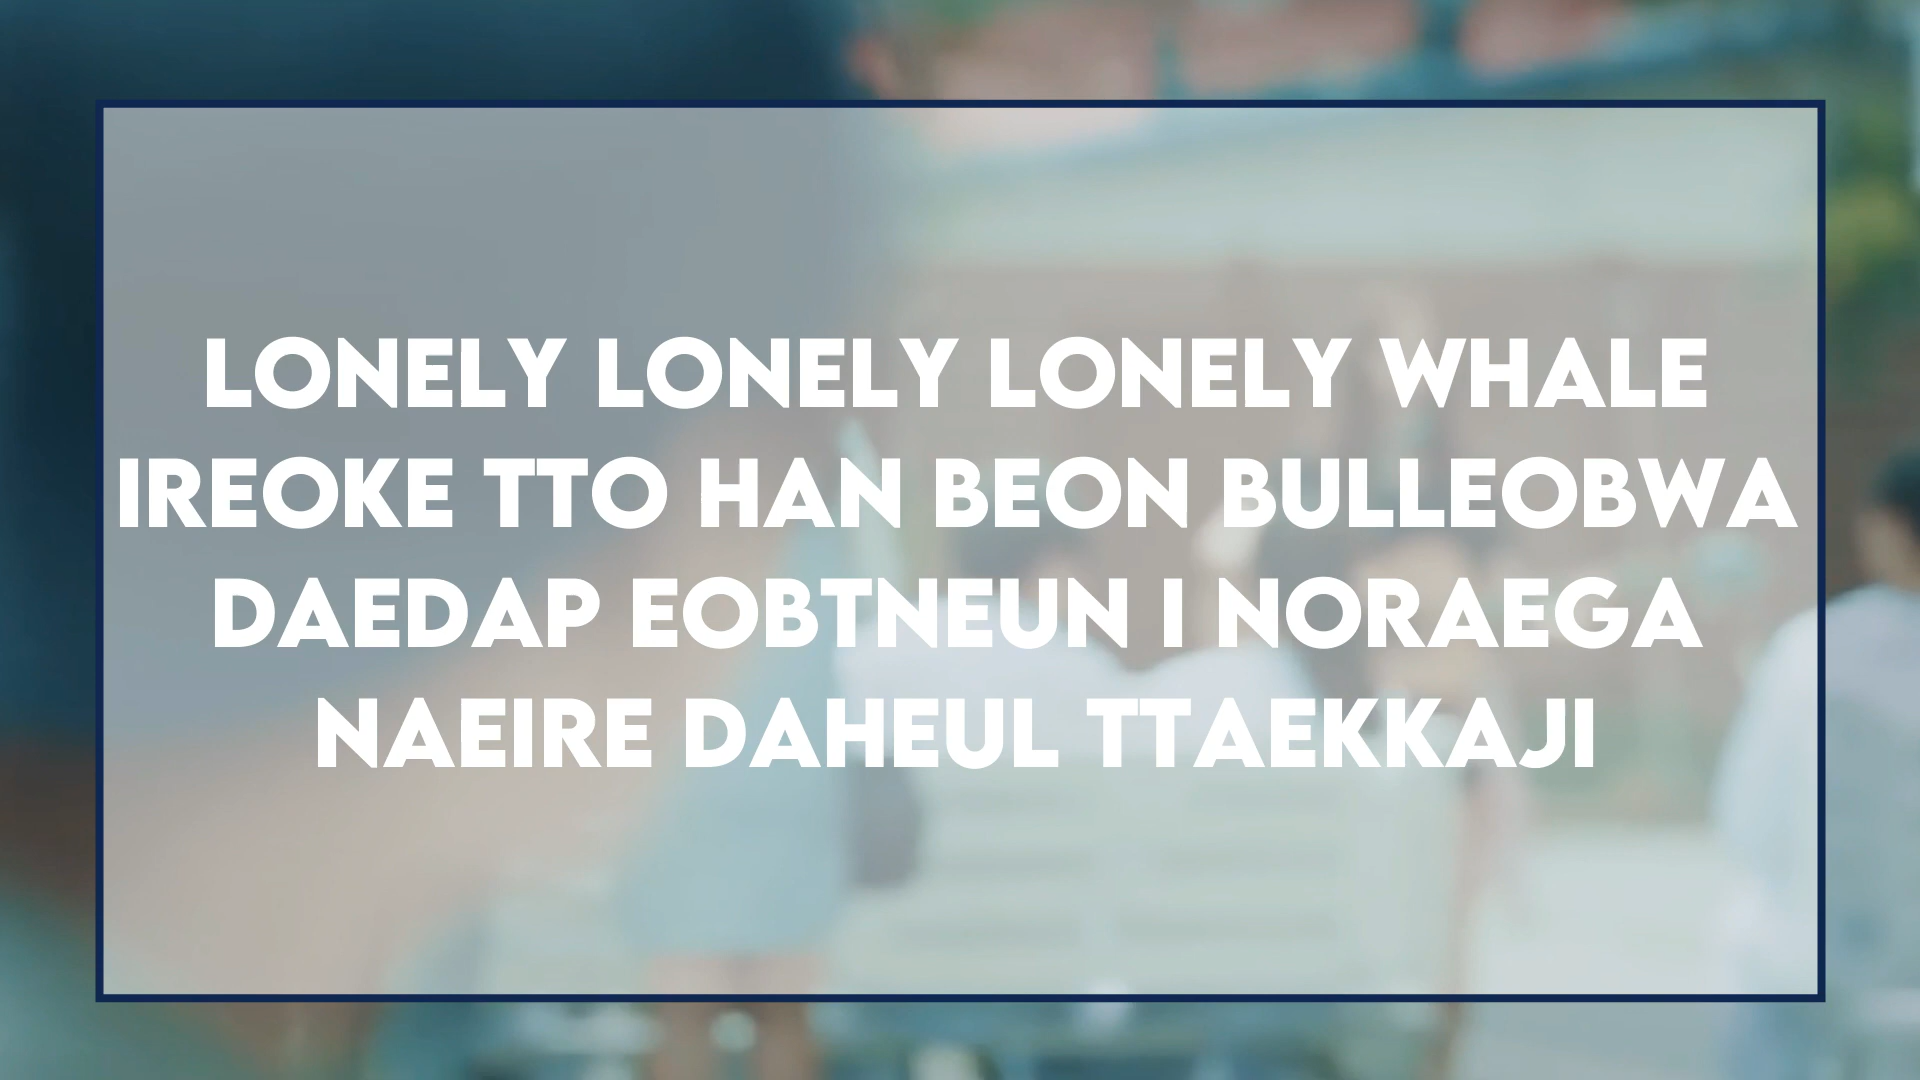 LONELY LONELY LONELY WHALE
IREOKE TTO HAN BEON BULLEOBWA
DAEDAP EOBTNEUN I NORAEGA
NAEIRE DAHEUL TTAEKKAJI